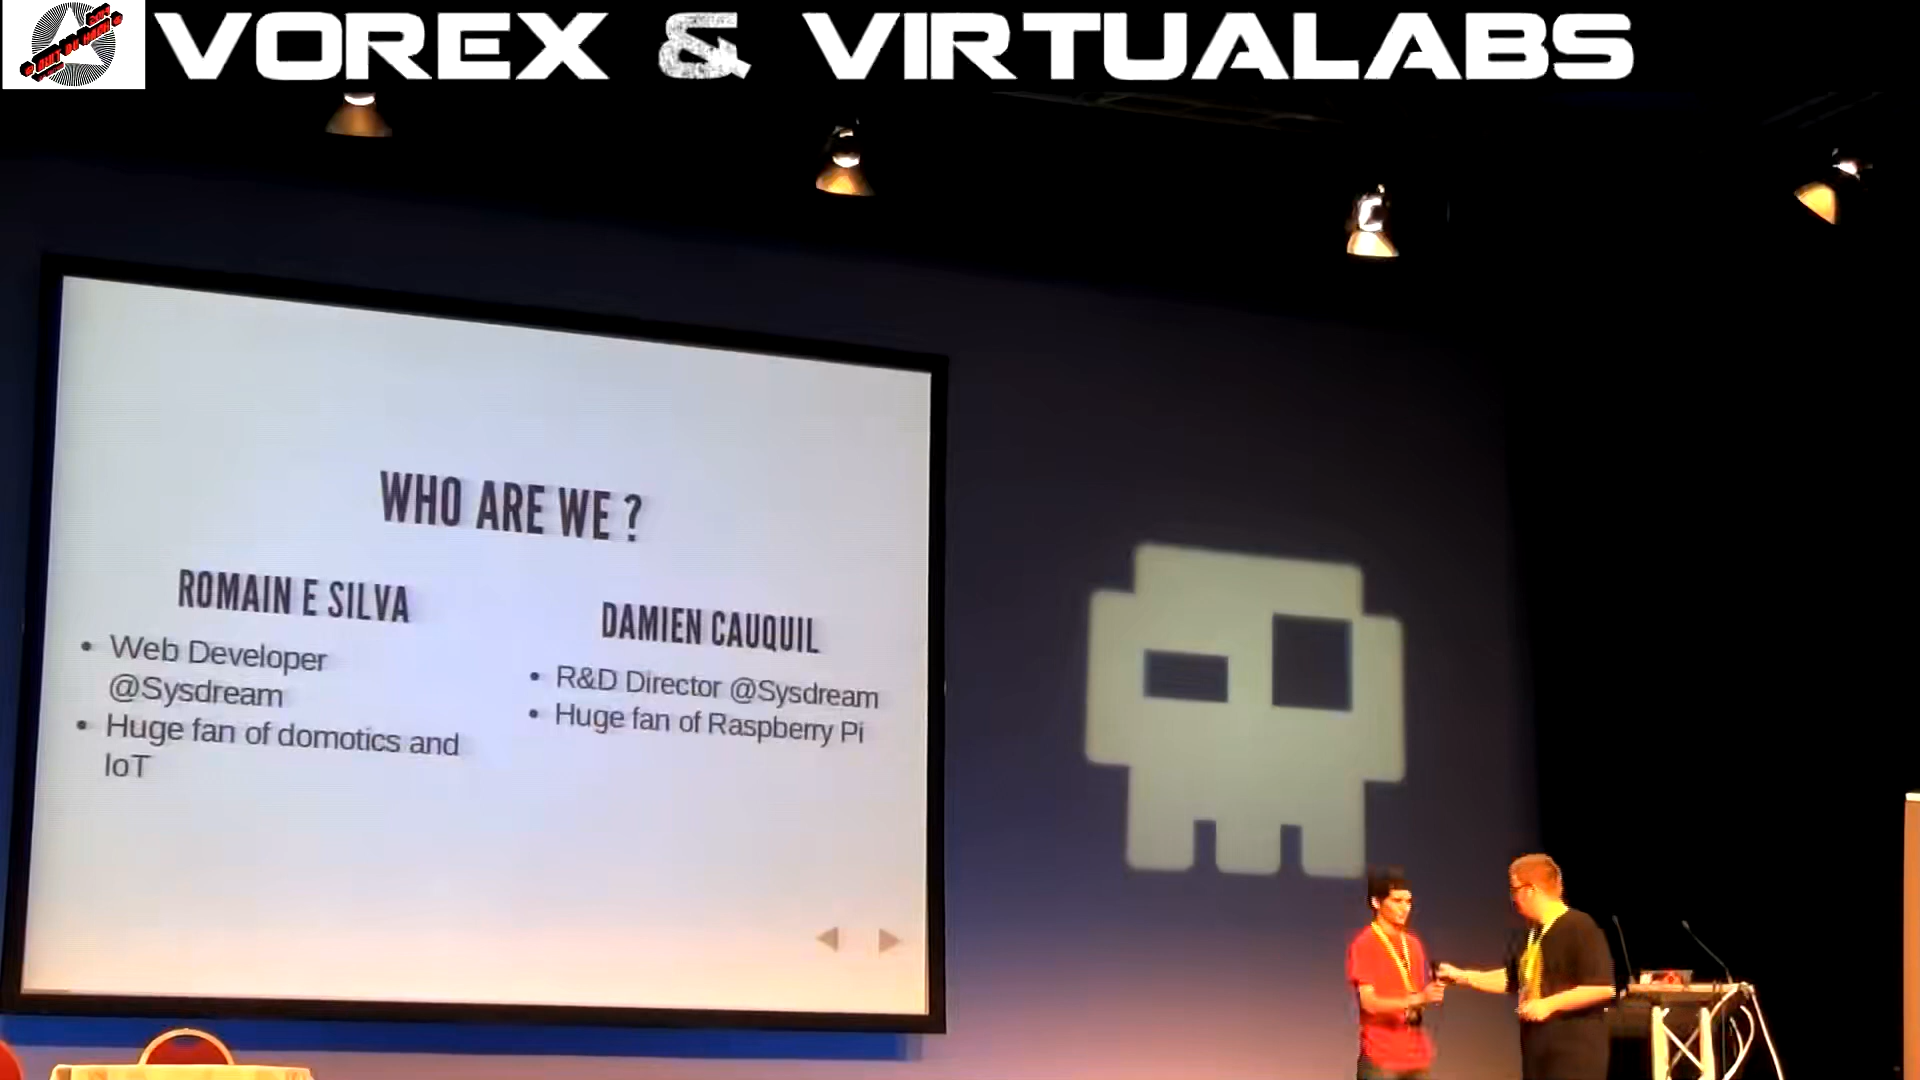 VOREX & VIRTUALABS
WHO ARE WE ?
ROMAIN E SILVA
• Web Developer
@Sysdream
• Huge fan of domotics and
IoT
DAMIEN CAUQUIL
• R&D Director @Sysdream
• Huge fan of Raspberry Pi